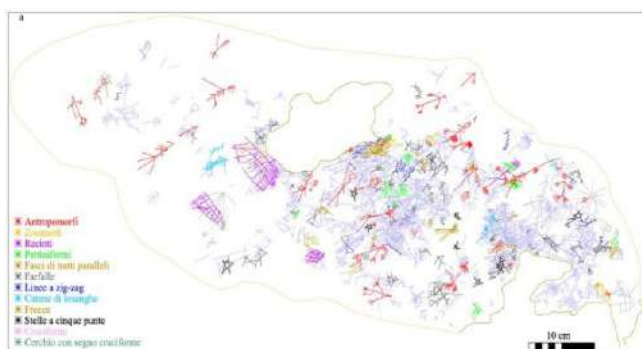 a
Antropomorfi
Zoomorfi
Recinti
Pettiniformi
Fasci di tratti paralleli
Farfalle
Linee a zig-zag
Catene di losanghe
Frecce
Stelle a cinque punte
Cruciformi
Cerchio con segno cruciforme
10 cm